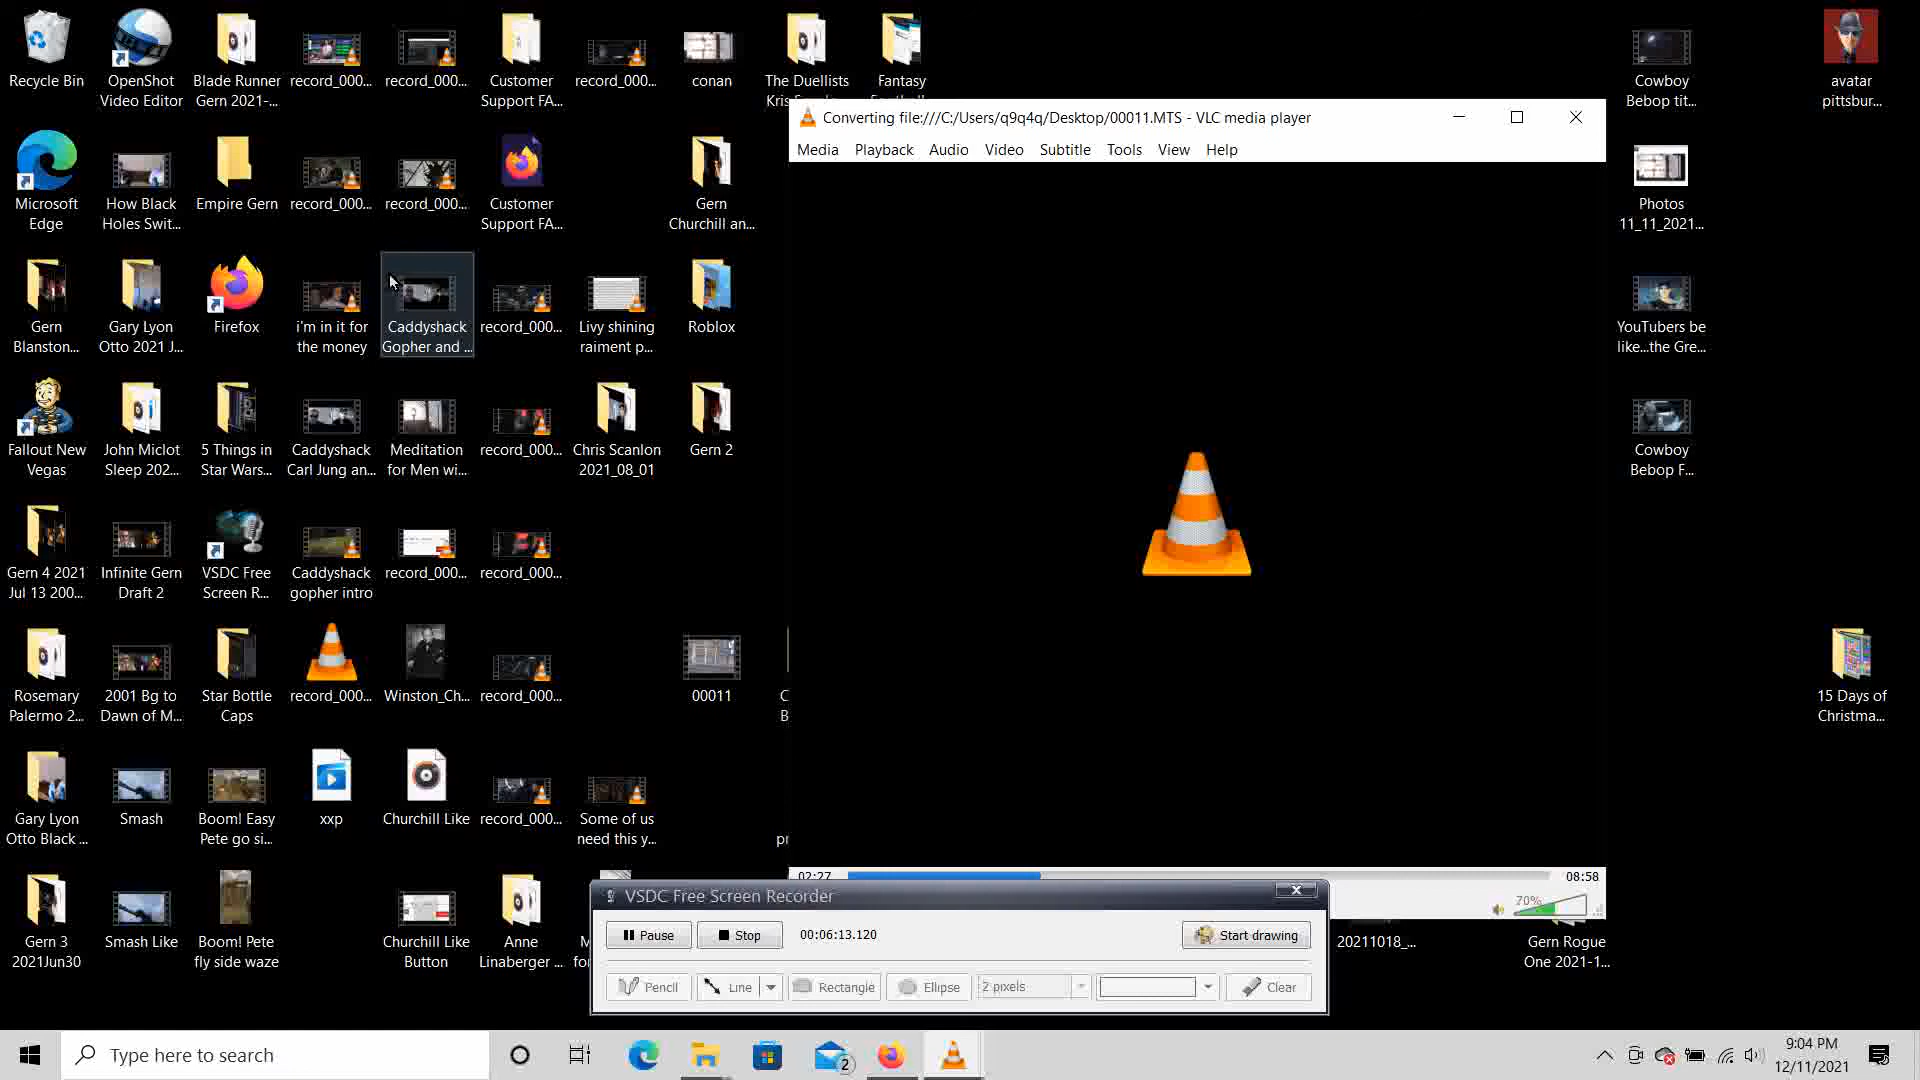 Recycle Bin
OpenShot
Video Editor
Blade Runner
Gern 2021-...
record_000...
record_000...
Customer
Support FA...
record_000...
conan
The Duellists
Fantasy
Cowboy
Bebop tit...
avatar
pittsbur...
Converting file:///C:/Users/q9q4q/Desktop/00011.MTS - VLC media player
Media Playback Audio Video Subtitle Tools View Help
Microsoft
Edge
How Black
Holes Swit...
Empire Gern
record_000...
record_000...
Customer
Support FA...
Gern
Churchill an...
Photos
11_11_2021...
Gern
Blanston...
Gary Lyon
Otto 2021 J...
Firefox
i'm in it for
the money
Caddyshack
Gopher and ...
record_000...
Livy shining
raiment p...
Roblox
YouTubers be
like...the Gre...
Fallout New
Vegas
John Miclot
Sleep 202...
5 Things in
Star Wars...
Caddyshack
Carl Jung an...
Meditation
for Men wi...
record_000...
Chris Scanlon
2021_08_01
Gern 2
Cowboy
Bebop F...
Gern 4 2021
Jul 13 200...
Infinite Gern
Draft 2
VSDC Free
Screen R...
Caddyshack
gopher intro
record_000...
record_000...
Rosemary
Palermo 2...
2001 Bg to
Dawn of M...
Star Bottle
Caps
record_000...
Winston_Ch...
record_000...
00011
15 Days of
Christma...
Gary Lyon
Otto Black ...
Smash
Boom! Easy
Pete go si...
xxp
Churchill Like
record_000...
Some of us
need this y...
02:27
08:58
70%
Gern 3
2021Jun30
Smash Like
Boom! Pete
fly side waze
Churchill Like
Button
Anne
Linaberger ...
20211018_...
Gern Rogue
One 2021-1...
VSDC Free Screen Recorder
Pause Stop 00:06:13.120 Start drawing
Pencil Line Rectangle Ellipse 2 pixels Clear
Type here to search
2
9:04 PM
12/11/2021